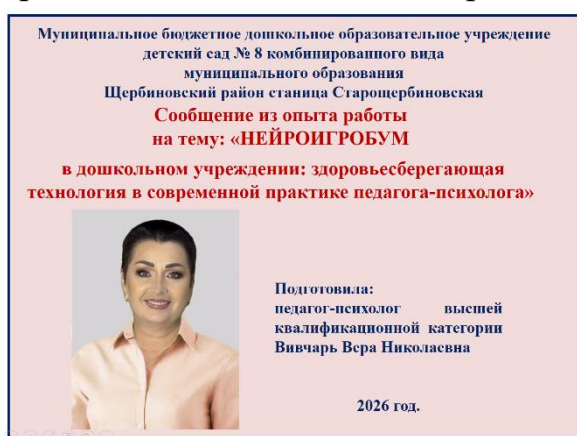 Муниципальное бюджетное дошкольное образовательное учреждение
детский сад № 8 комбинированного вида
муниципального образования
Щербиновский район станица Старощербиновская
Сообщение из опыта работы
на тему: «НЕЙРОИГРОБУМ
в дошкольном учреждении: здоровьесберегающая
технология в современной практике педагога-психолога»
Подготовила:
педагог-психолог высшей
квалификационной категории
Вивчарь Вера Николаевна
2026 год.